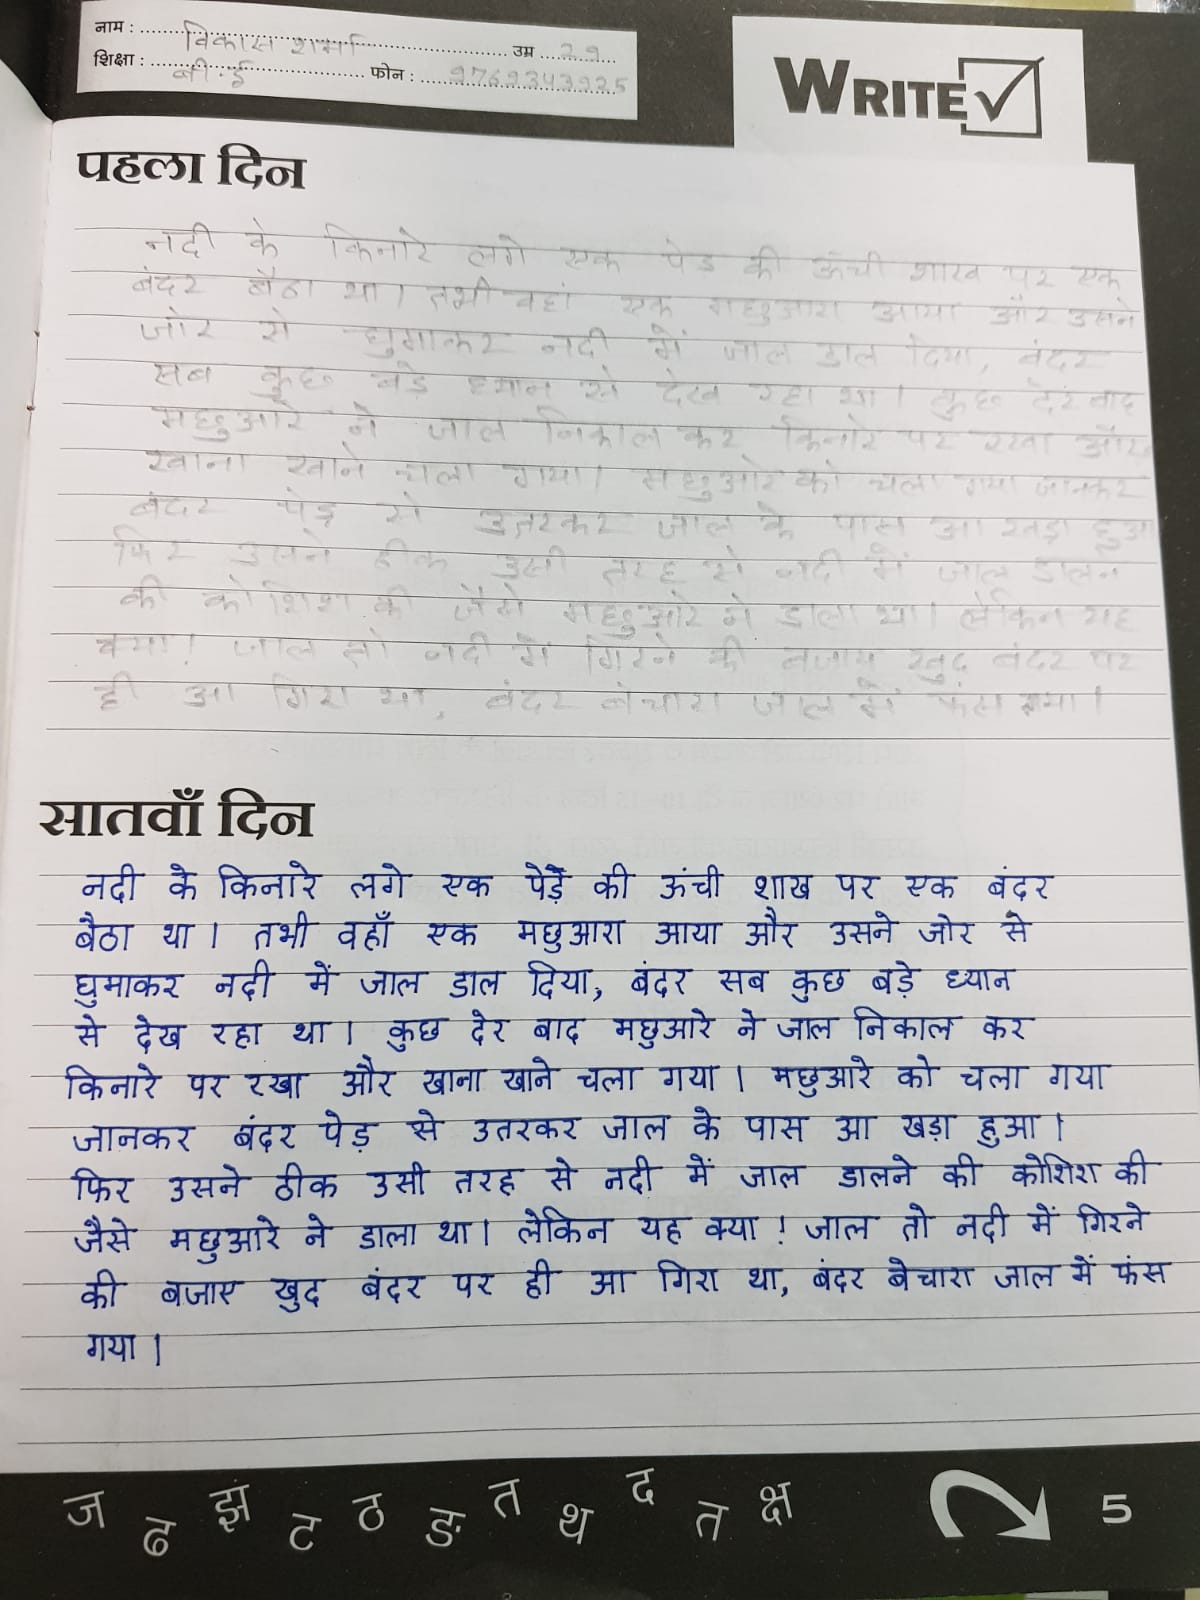 नाम : विकास शर्मा उम्र 29
शिक्षा : बी.ई फोन :
WRITE
पहला दिन
नदी के किनारे लगे एक पेड की ऊंची शाख पर एक
बंदर बैठा था। तभी वहां एक मछुआरा आया और उसने
जोर से घुमाकर नदी में जाल डाल दिया, बंदर
सब कुछ बडे ध्यान से देख रहा था। कुछ देर बाद
मछुआरे ने जाल निकाल कर किनारे पर रखा और
खाना खाने चला गया। मछुआरे को चला गया जानकर
बंदर पेड़ से उतरकर जाल के पास आ खड़ा हुआ
फिर उसने ठीक उसी तरह से नदी में जाल डालन
की कोशिश की जैसे मछुआरे ने डाला था। लेकिन यह
क्या! जाल तो नदी में गिरने की बजाय खुद बंदर पर
ही आ गिरा था, बंदर बेचारा जाल में फंस गया।
सातवाँ दिन
नदी के किनारे लगे एक पेड़ की ऊंची शाख पर एक बंदर
बैठा था। तभी वहाँ एक मछुआरा आया और उसने जोर से
घुमाकर नदी में जाल डाल दिया, बंदर सब कुछ बड़े ध्यान
से देख रहा था। कुछ देर बाद मछुआरे ने जाल निकाल कर
किनारे पर रखा और खाना खाने चला गया। मछुआरे को चला गया
जानकर बंदर पेड़ से उतरकर जाल के पास आ खड़ा हुआ।
फिर उसने ठीक उसी तरह से नदी में जाल डालने की कोशिश की
जैसे मछुआरे ने डाला था। लेकिन यह क्या! जाल तो नदी में गिरने
की बजाए खुद बंदर पर ही आ गिरा था, बंदर बेचारा जाल में फंस
गया।
ज ढ झ ट ठ ङ त थ द त क्ष 5